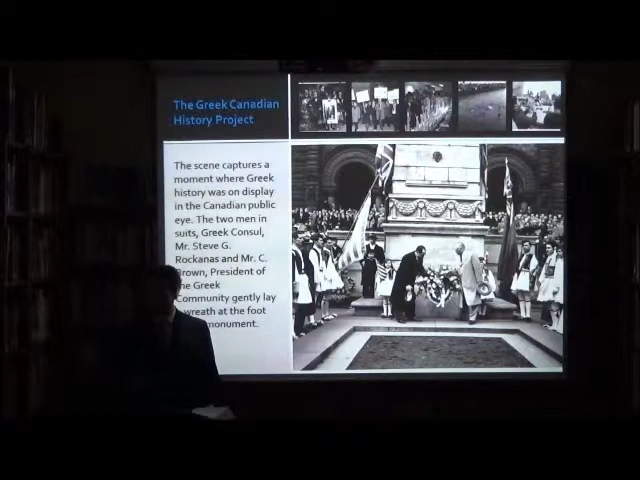 The Greek Canadian
History Project
The scene captures a
moment where Greek
history was on display
in the Canadian public
eye. The two men in
suits, Greek Consul,
Mr. Steve G.
Rockanas and Mr. C.
Brown, President of
the Greek
Community gently lay
wreath at the foot
monument.